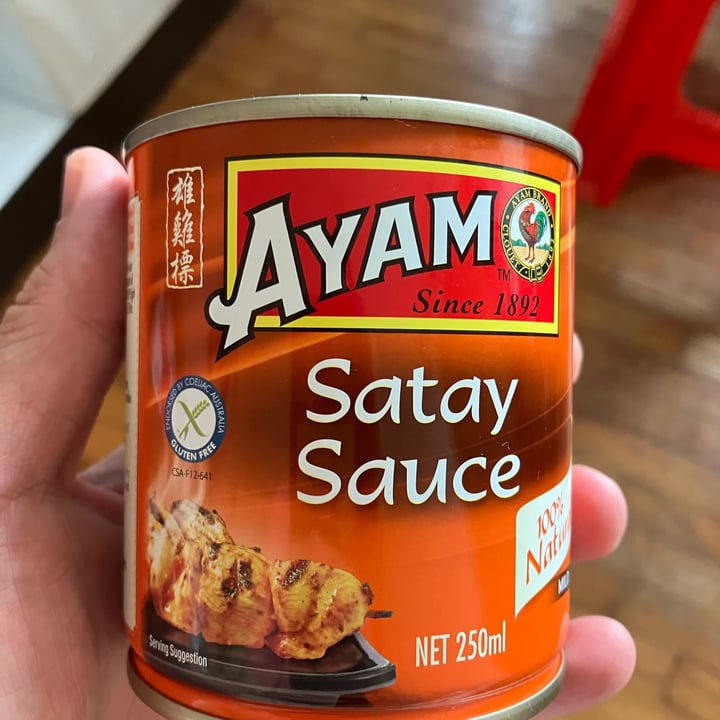 雄雞標
AYAM
TM
Since 1892
AYAM BRAND
Satay
Sauce
ENDORSED BY COELIAC AUSTRALIA
GLUTEN FREE
CSA-F12-641
100%
Serving Suggestion
NET 250ml